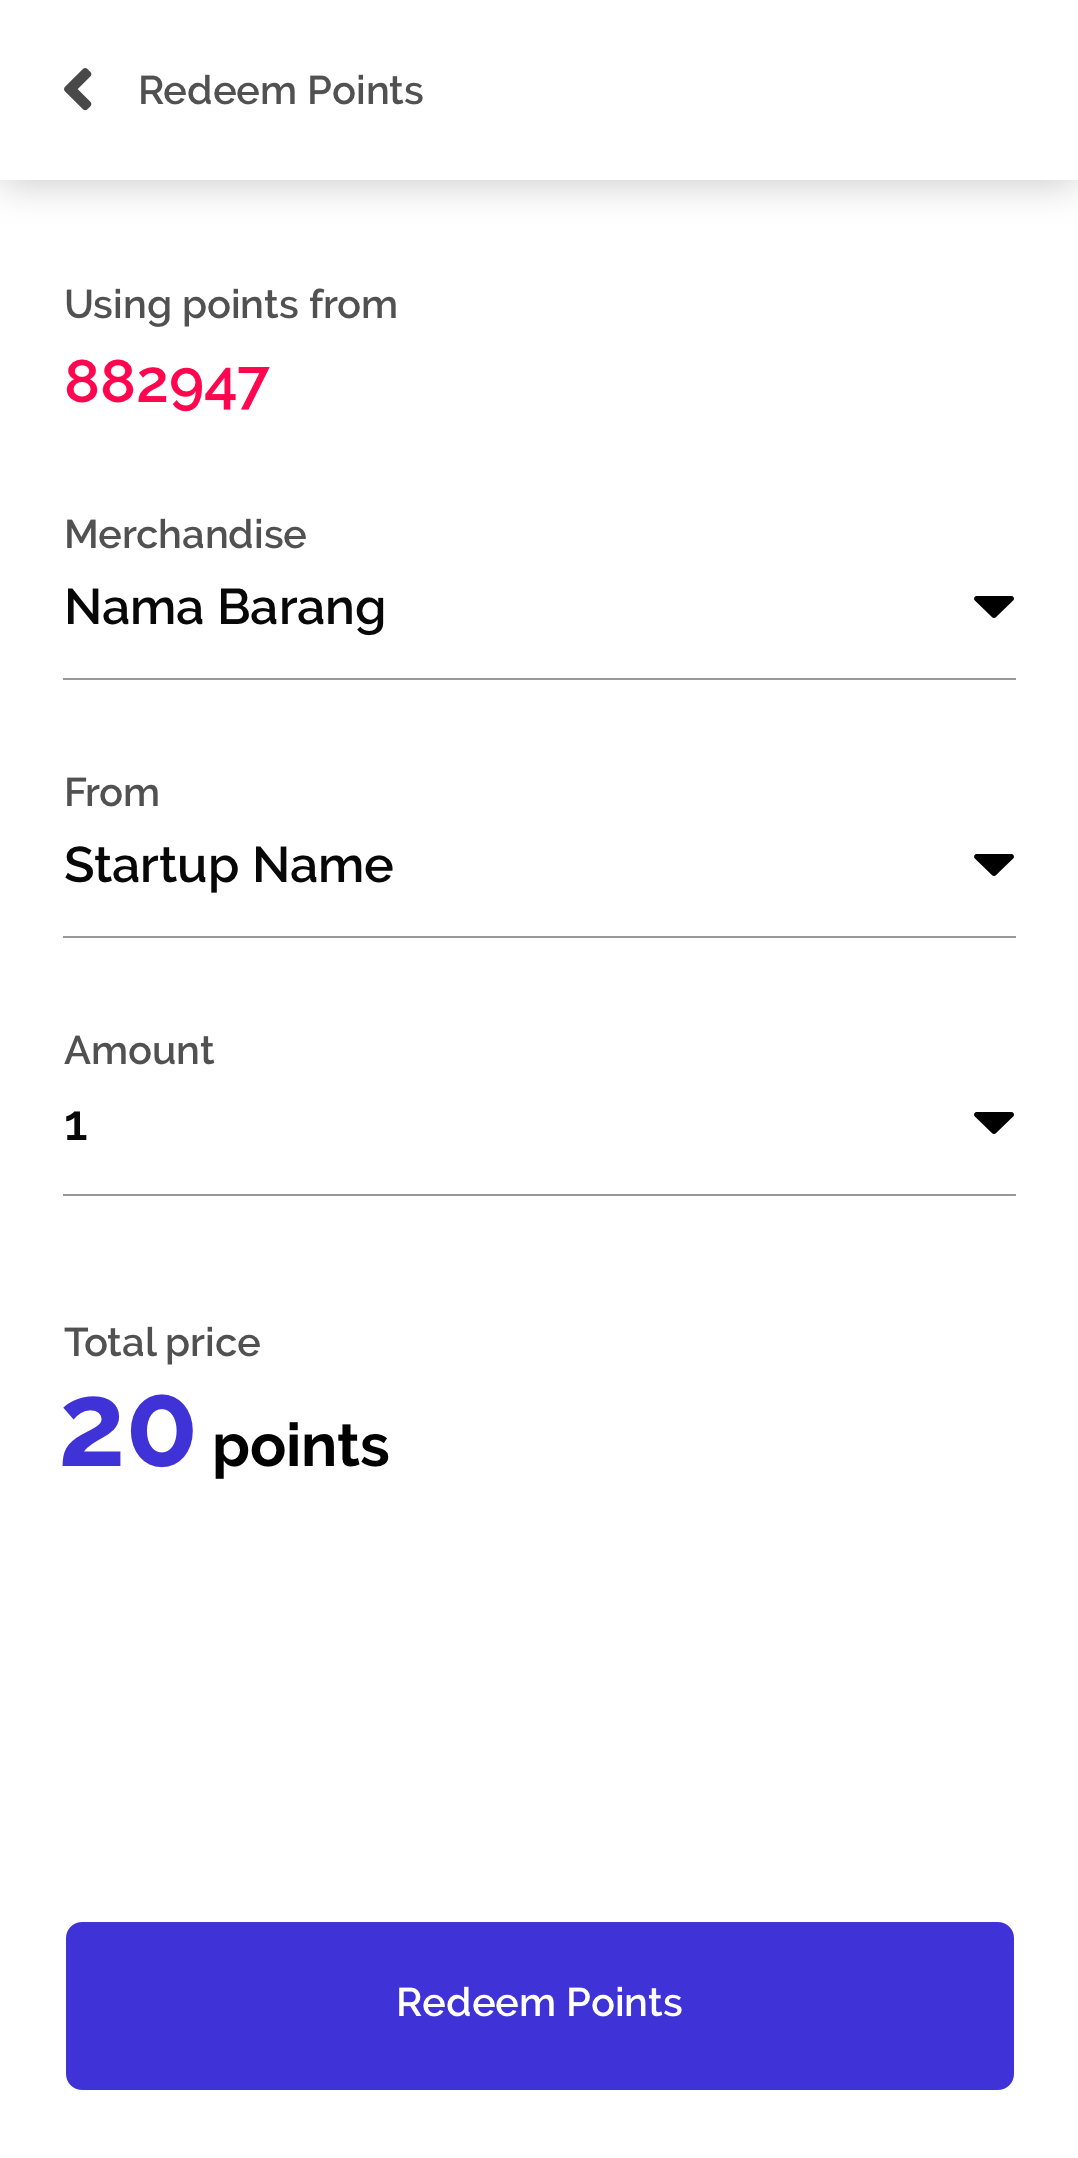 Redeem Points
Using points from
882947
Merchandise
Nama Barang
From
Startup Name
Amount
1
Total price
20 points
Redeem Points